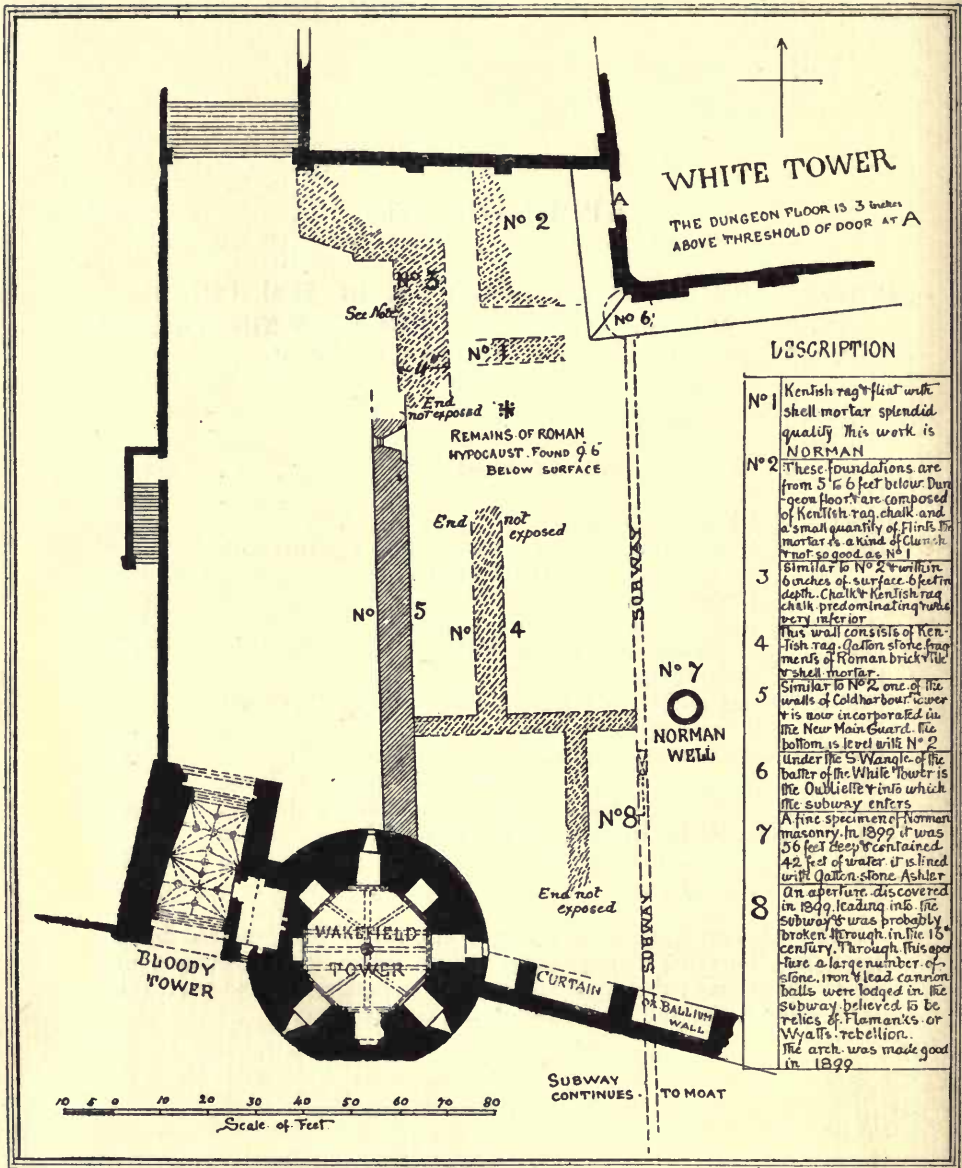 WHITE TOWER
THE DUNGEON FLOOR IS 3 inches
ABOVE THRESHOLD OF DOOR AT A
A
No 2
No 3
See Note
4'
End
not exposed
No 1
No 6
REMAINS OF ROMAN
HYPOCAUST. FOUND 9' 6"
BELOW SURFACE
End not
exposed
No 5
No 4
SUBWAY
No 7
NORMAN
WELL
No 8
End not
exposed
SUBWAY
BLOODY
TOWER
WAKEFIELD
TOWER
CURTAIN
OR BALLIUM
WALL
SUBWAY
CONTINUES.
TO MOAT
10 5 0 10 20 30 40 50 60 70 80
Scale of Feet
DESCRIPTION
No 1 Kentish rag & flint with
shell mortar splendid
quality This work is
NORMAN
No 2 These foundations are
from 5 to 6 feet below Dun
-geon floor & are composed
of Kentish rag. chalk and
a small quantity of Flints. The
mortar is a kind of Clunch
& not so good as No 1
3 Similar to No 2 & within
6 inches of surface. 6 feet in
depth. Chalk & Kentish rag
chalk predominating & was
very inferior
4 This wall consists of Ken-
-tish rag. Gatton stone. frag
ments of Roman brick & tile
& shell mortar.
5 Similar to No 2 one of the
walls of Coldharbour tower
& is now incorporated in
the New Main Guard. The
bottom is level with No 2
6 Under the S.W angle of the
batter of the White Tower is
the Oubliette & into which
the subway enters
7 A fine specimen of Norman
masonry. In 1899 it was
56 feet deep & contained
42 feet of water it is lined
with Gatton stone Ashler
8 An aperture discovered
in 1899. leading into the
subway & was probably
broken through in the 16th
century. Through this aper
-ture a large number of
stone, iron & lead cannon
balls were lodged in the
subway believed to be
relics of Flamank's or
Wyatt's rebellion.
The arch was made good
in 1899